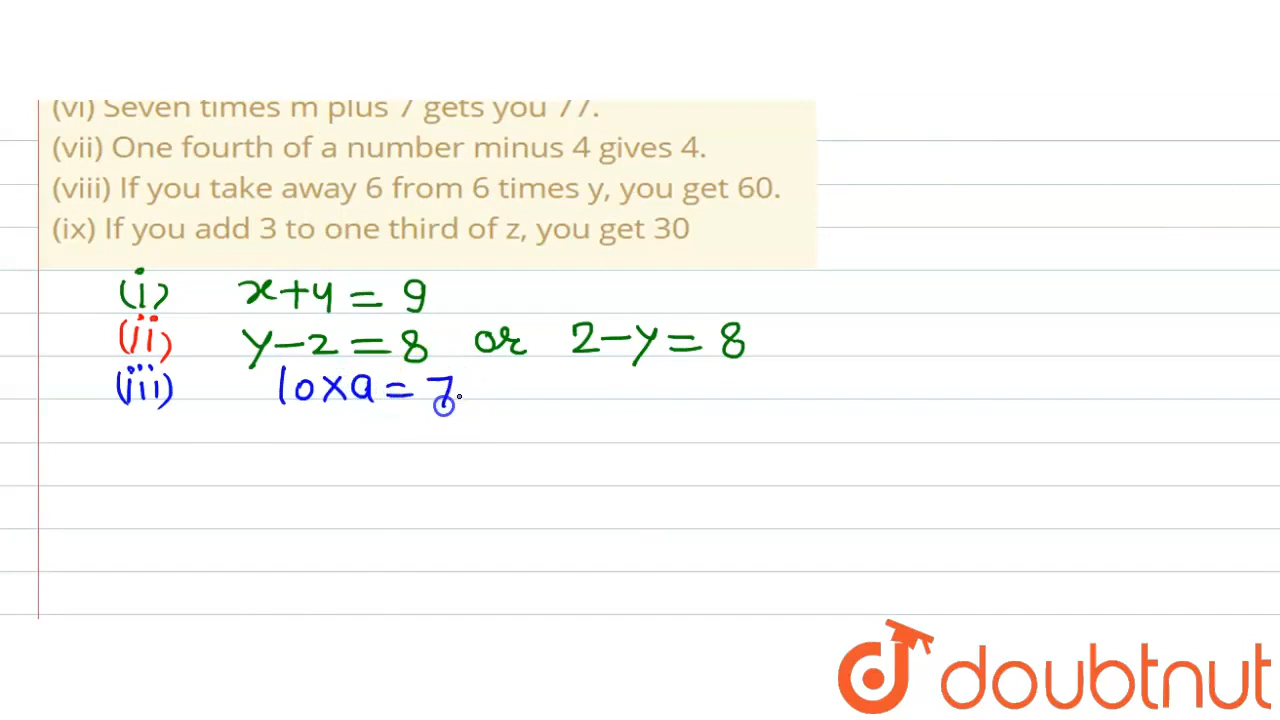 (vi) Seven times m plus 7 gets you 77.
(vii) One fourth of a number minus 4 gives 4.
(viii) If you take away 6 from 6 times y, you get 60.
(ix) If you add 3 to one third of z, you get 30
(i) x+4 = 9
(ii) y-2 = 8 or 2-y = 8
(iii) 10×a = 7
doubtnut